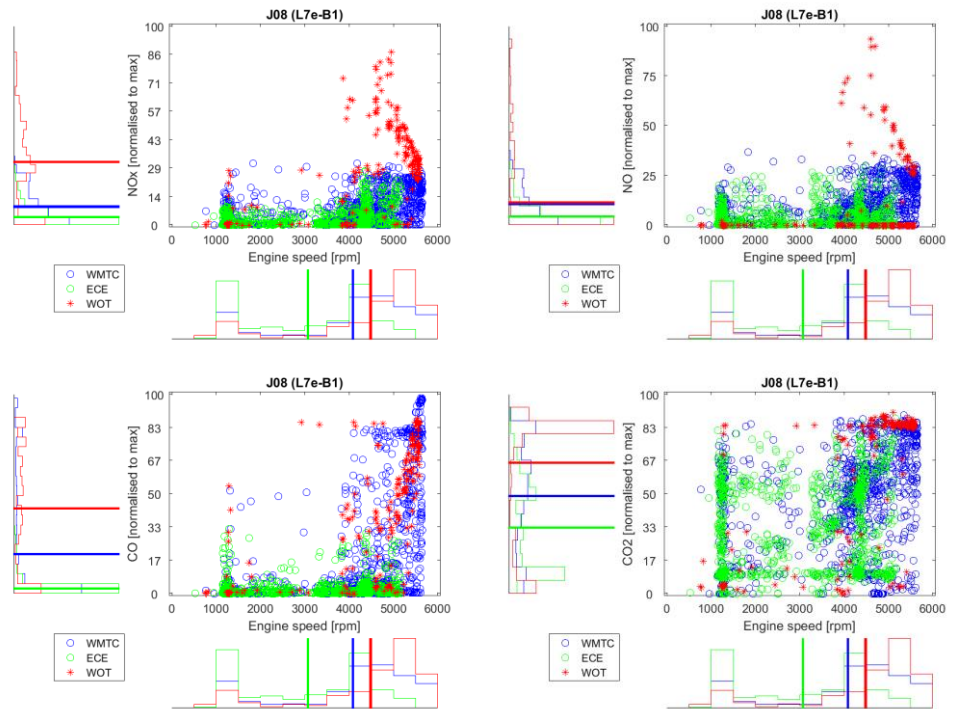 J08 (L7e-B1)
NOx [normalised to max]
100
86
71
57
43
29
14
0
0 1000 2000 3000 4000 5000 6000
Engine speed [rpm]
WMTC
ECE
WOT
J08 (L7e-B1)
NO [normalised to max]
100
75
50
25
0
0 1000 2000 3000 4000 5000 6000
Engine speed [rpm]
WMTC
ECE
WOT
J08 (L7e-B1)
CO [normalised to max]
100
83
67
50
33
17
0
0 1000 2000 3000 4000 5000 6000
Engine speed [rpm]
WMTC
ECE
WOT
J08 (L7e-B1)
CO2 [normalised to max]
100
83
67
50
33
17
0
0 1000 2000 3000 4000 5000 6000
Engine speed [rpm]
WMTC
ECE
WOT